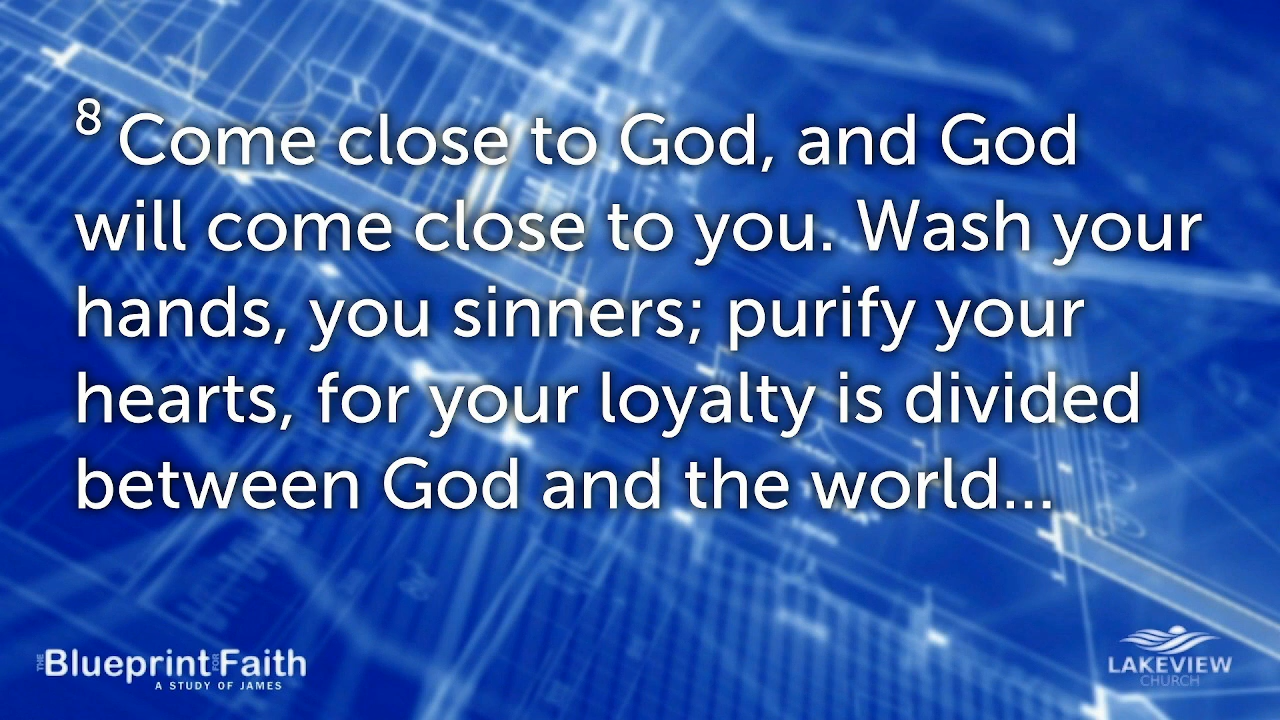 ⁸ Come close to God, and God
will come close to you. Wash your
hands, you sinners; purify your
hearts, for your loyalty is divided
between God and the world...
THE Blueprint FOR Faith
A STUDY OF JAMES
LAKEVIEW
CHURCH